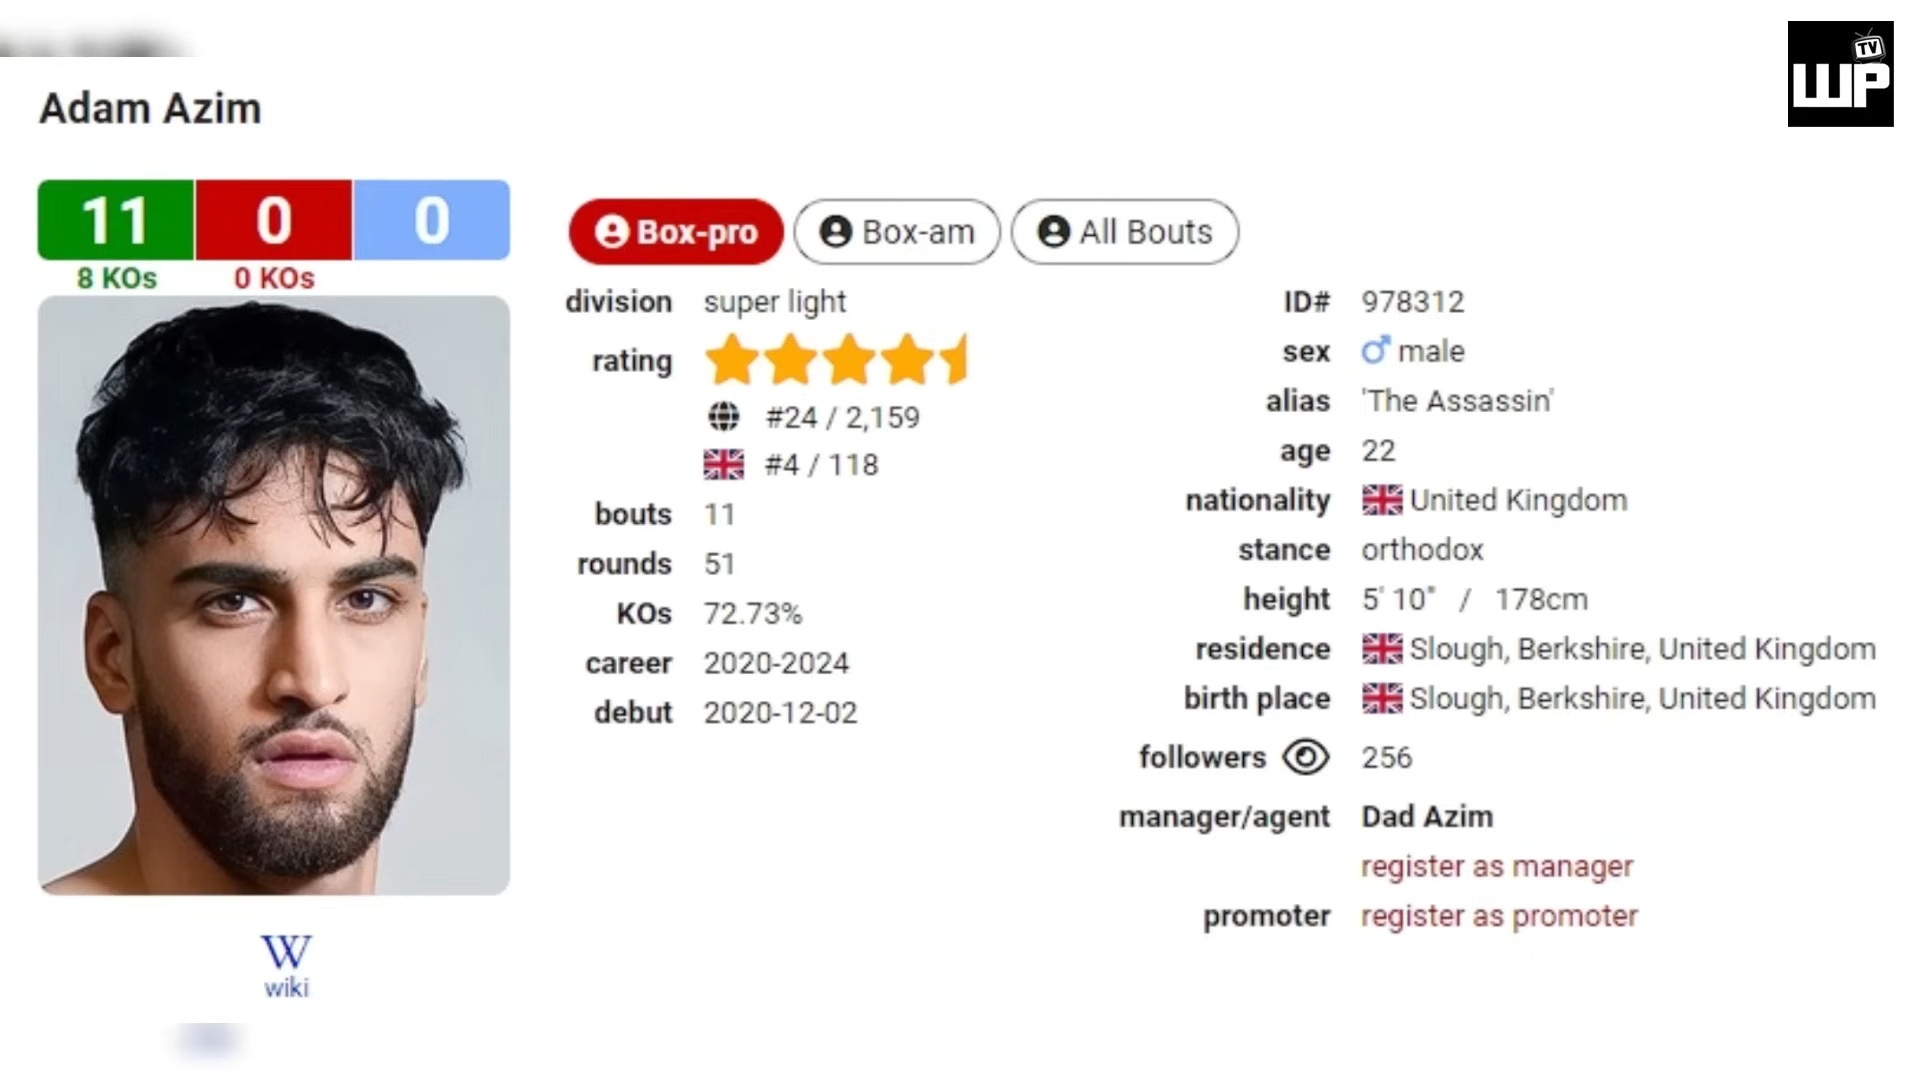 TV
WP
Adam Azim
11 0 0
8 KOs 0 KOs
Box-pro Box-am All Bouts
division super light
rating
#24 / 2,159
#4 / 118
bouts 11
rounds 51
KOs 72.73%
career 2020-2024
debut 2020-12-02
ID# 978312
sex male
alias 'The Assassin'
age 22
nationality United Kingdom
stance orthodox
height 5' 10" / 178cm
residence Slough, Berkshire, United Kingdom
birth place Slough, Berkshire, United Kingdom
followers 256
manager/agent Dad Azim
register as manager
promoter register as promoter
W
wiki